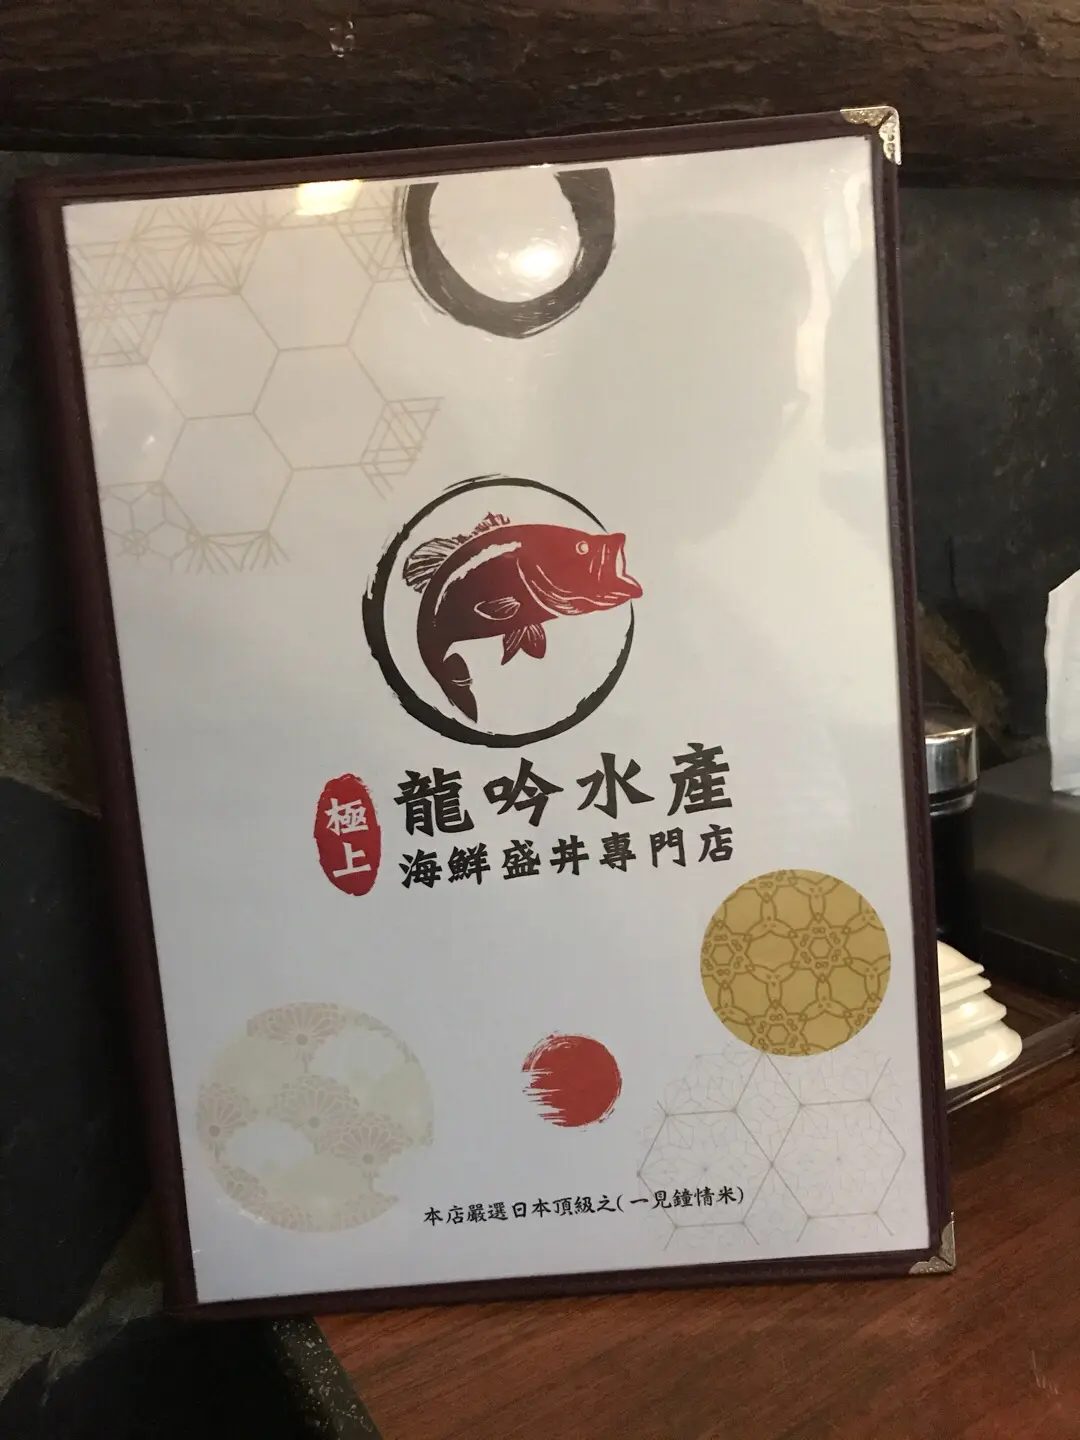 極上
龍吟水產
海鮮盛丼專門店
本店嚴選日本頂級之(一見鐘情米)